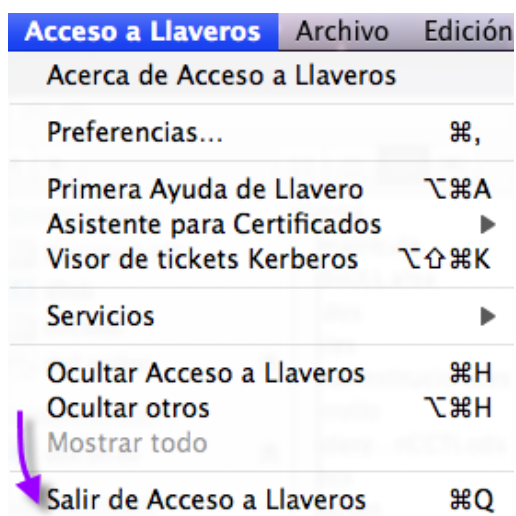 Acceso a Llaveros Archivo Edición
Acerca de Acceso a Llaveros
Preferencias... ⌘,
Primera Ayuda de Llavero ⌥⌘A
Asistente para Certificados ▶
Visor de tickets Kerberos ⌥⇧⌘K
Servicios ▶
Ocultar Acceso a Llaveros ⌘H
Ocultar otros ⌥⌘H
Mostrar todo
Salir de Acceso a Llaveros ⌘Q